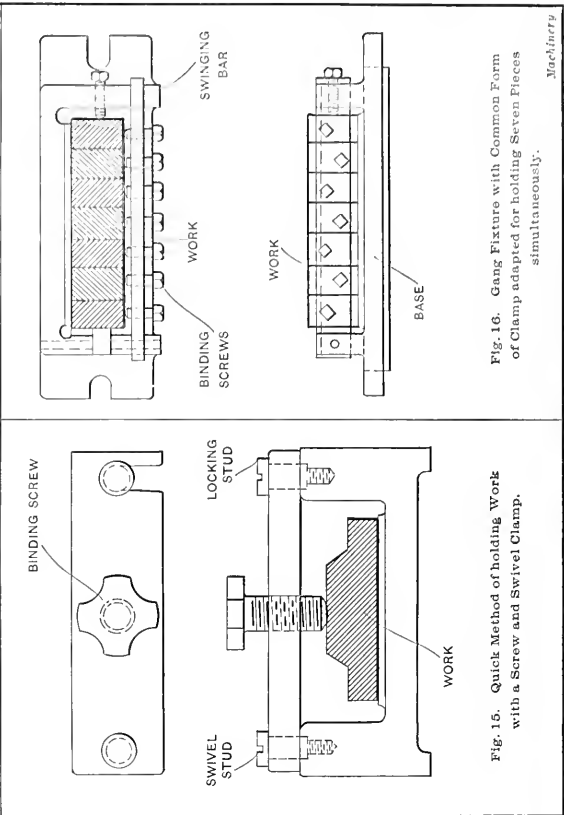 BINDING SCREW
SWIVEL
STUD
LOCKING
STUD
WORK
Fig. 15. Quick Method of holding Work
with a Screw and Swivel Clamp.
SWINGING
BAR
WORK
BINDING
SCREWS
WORK
BASE
Fig. 16. Gang Fixture with Common Form
of Clamp adapted for holding Seven Pieces
simultaneously.
Machinery